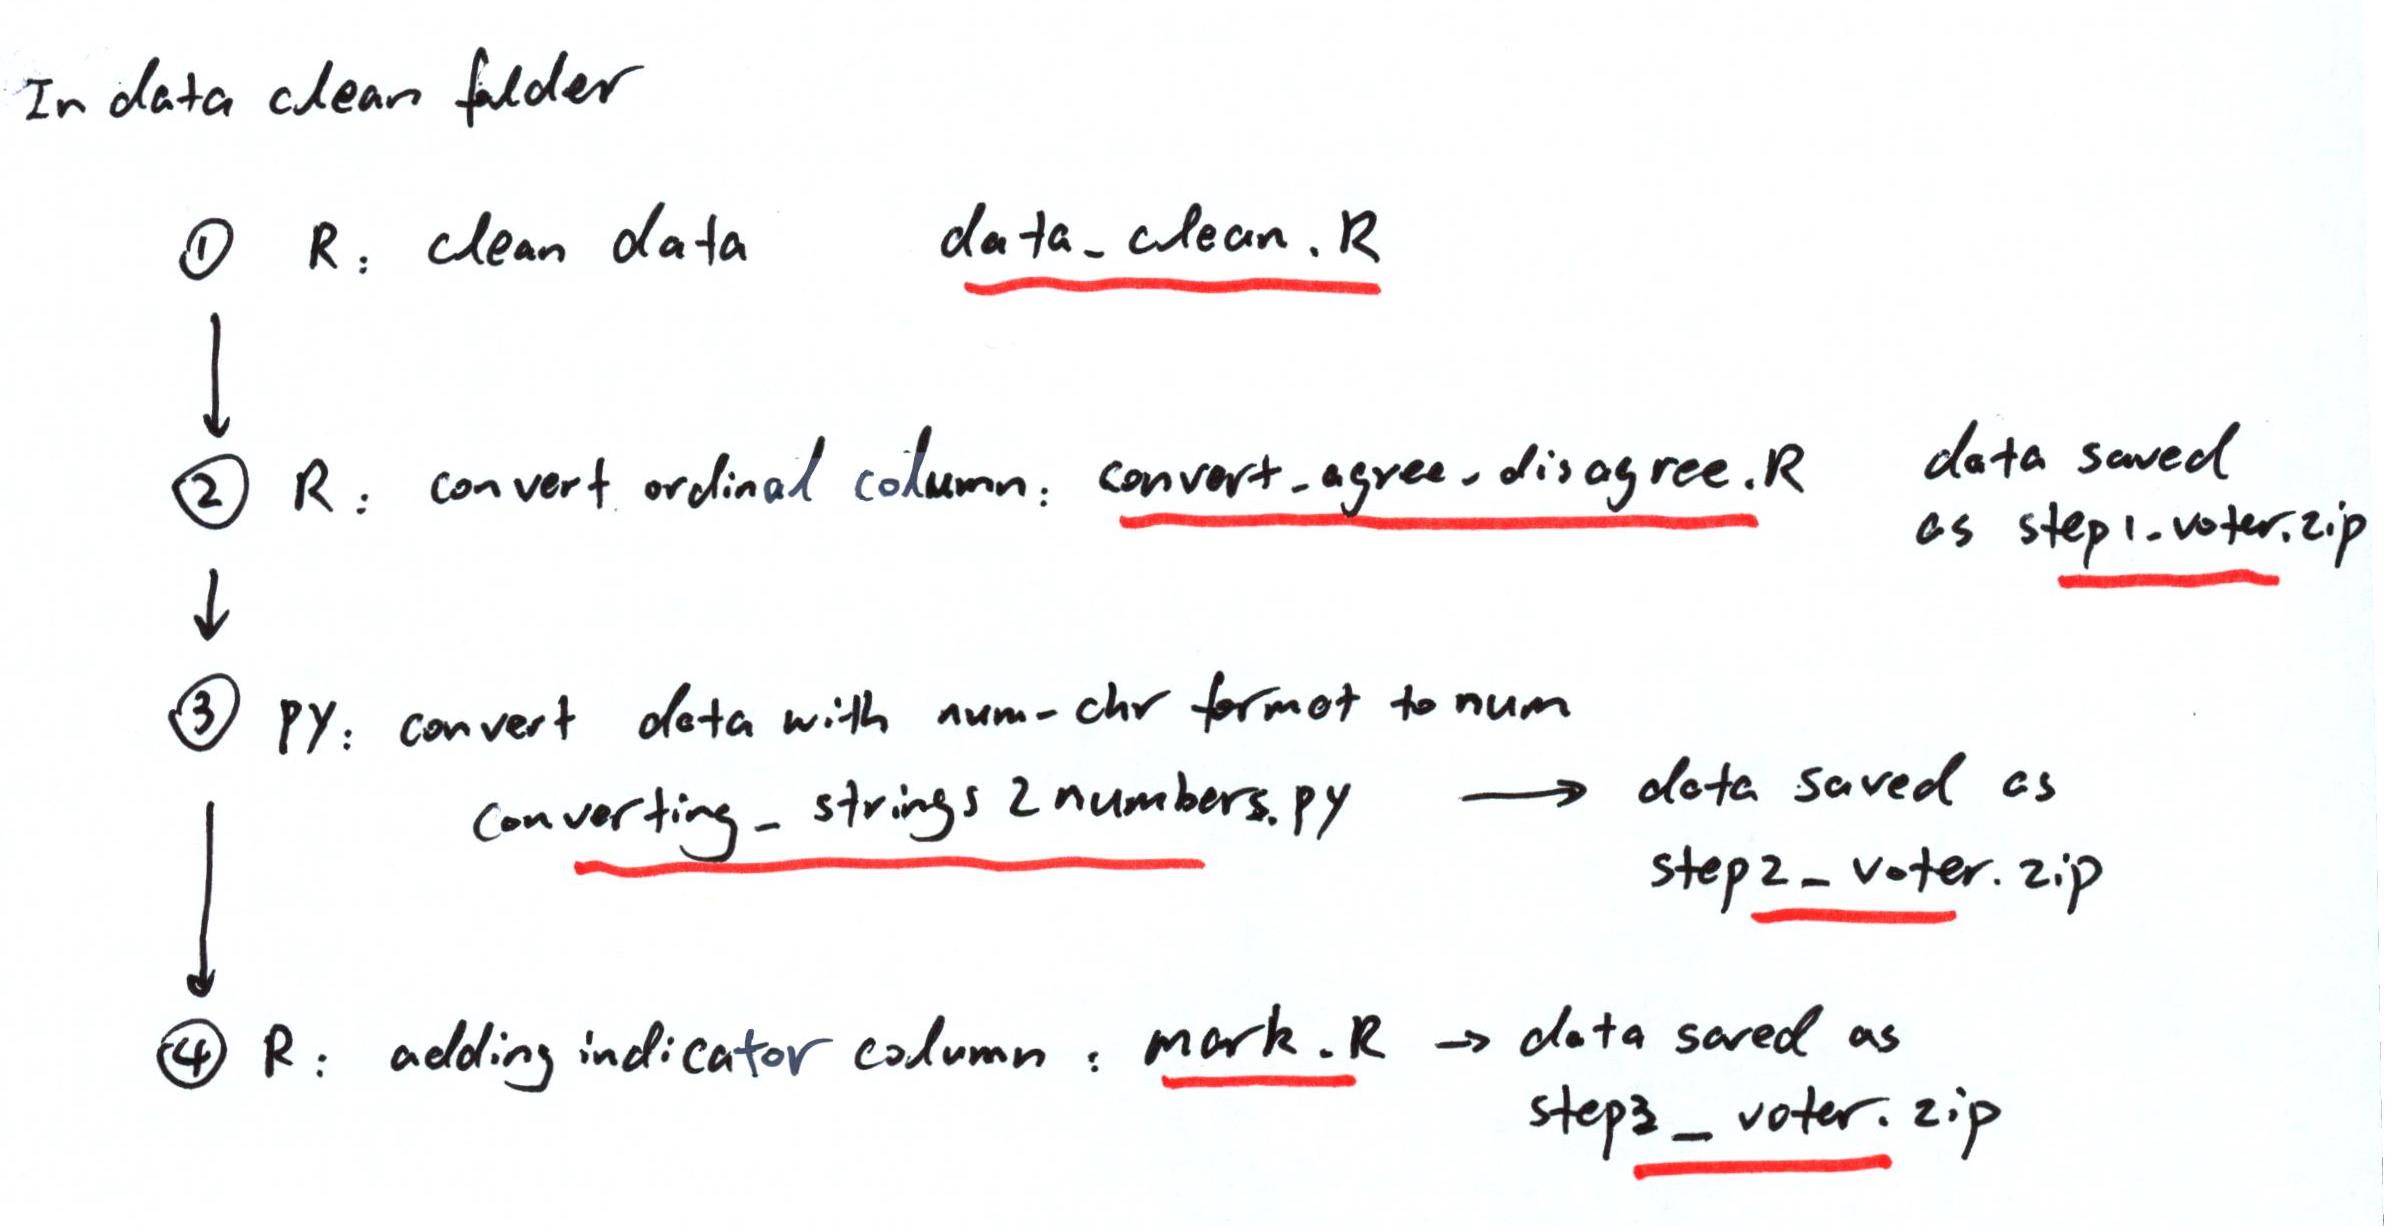 In data clean folder
① R: clean data data_clean.R
② R: convert ordinal column: convert_agree_disagree.R data saved
as step1_voter.zip
③ PY: convert data with num-chr format to num
converting_strings2numbers.py → data saved as
step2_voter.zip
④ R: adding indicator column: mark.R → data saved as
step3_voter.zip